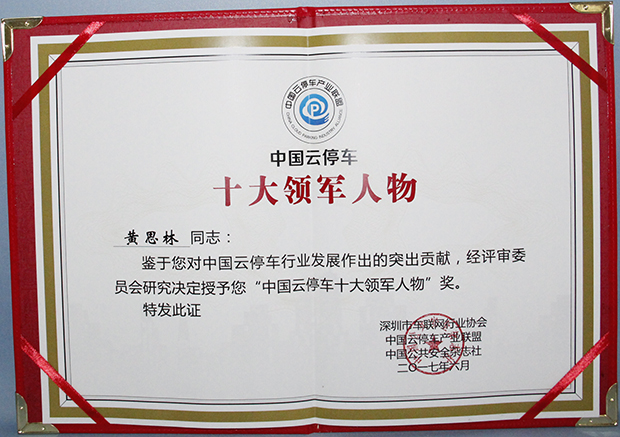 中国云停车产业联盟
CHINA CLOUD PARKING INDUSTRY ALLIANCE
中国云停车
十大领军人物
黄思林 同志：
鉴于您对中国云停车行业发展作出的突出贡献，经评审委
员会研究决定授予您“中国云停车十大领军人物”奖。
特发此证
深圳市车联网行业协会
中国云停车产业联盟
中国公共安全杂志社
二〇一七年六月